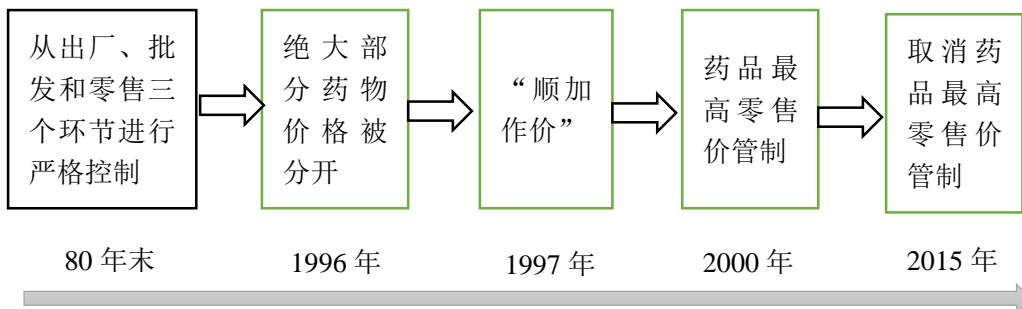 从出厂、批
发和零售三
个环节进行
严格控制
绝大部
分药物
价格被
分开
“顺加
作价”
药品最
高零售
价管制
取消药
品最高
零售价
管制
80 年末
1996 年
1997 年
2000 年
2015 年